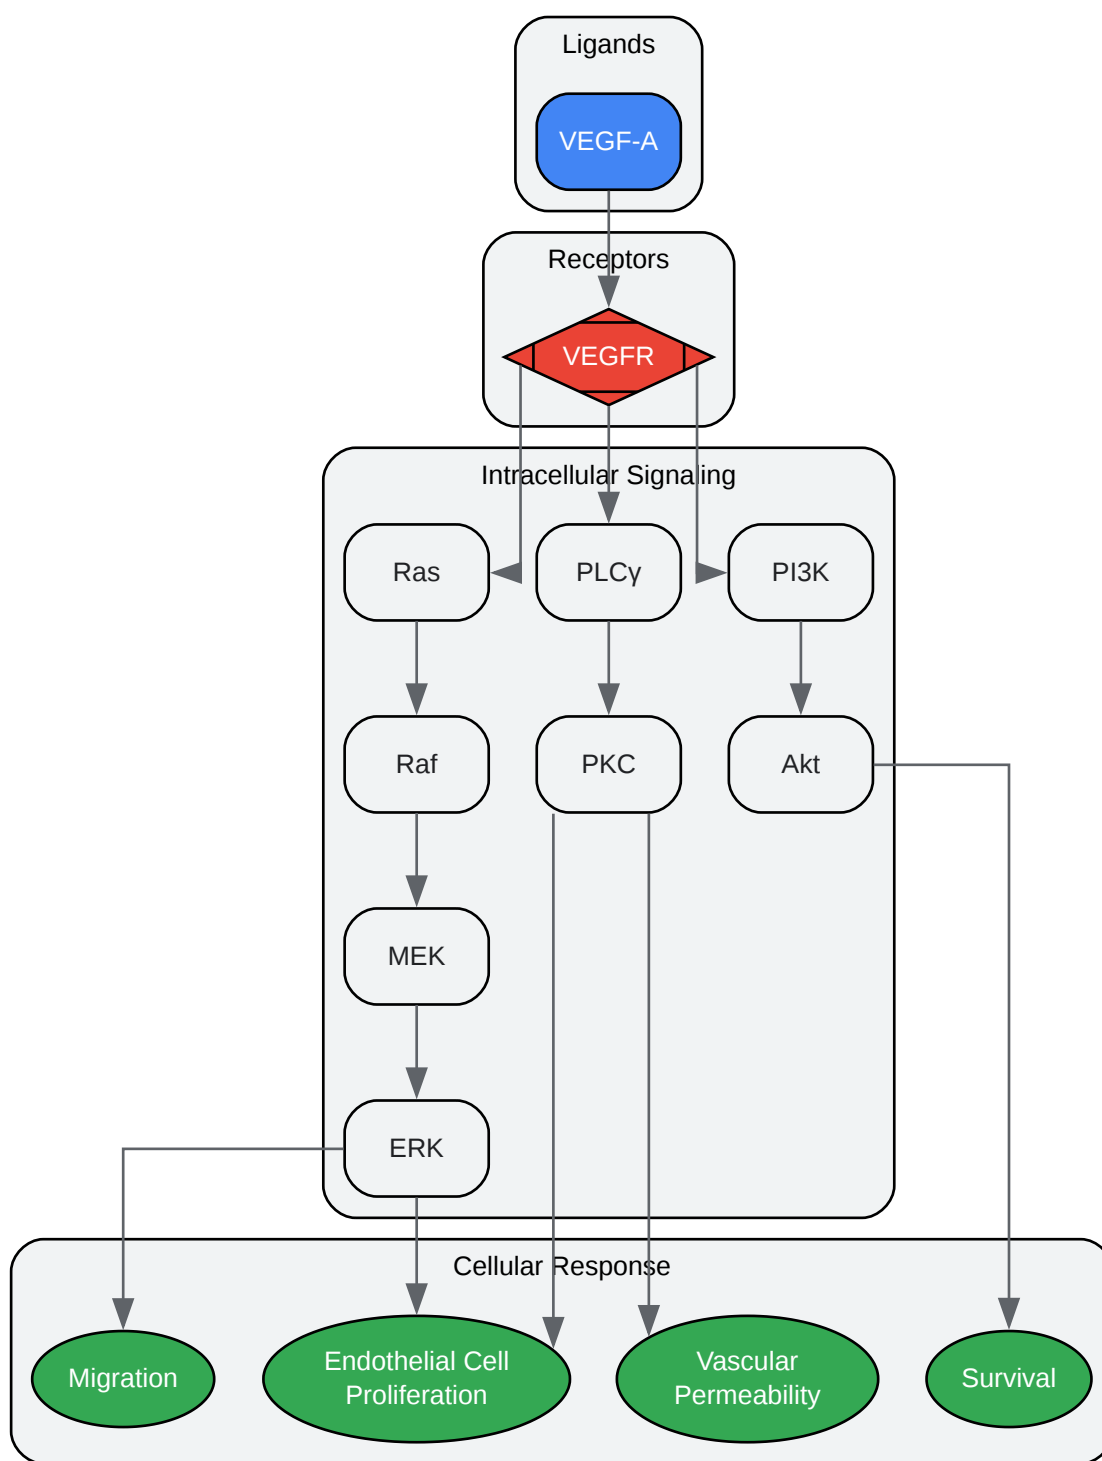 Ligands
VEGF-A
Receptors
VEGFR
Intracellular Signaling
Ras
PLCγ
PI3K
Raf
PKC
Akt
MEK
ERK
Cellular Response
Migration
Endothelial Cell
Proliferation
Vascular
Permeability
Survival